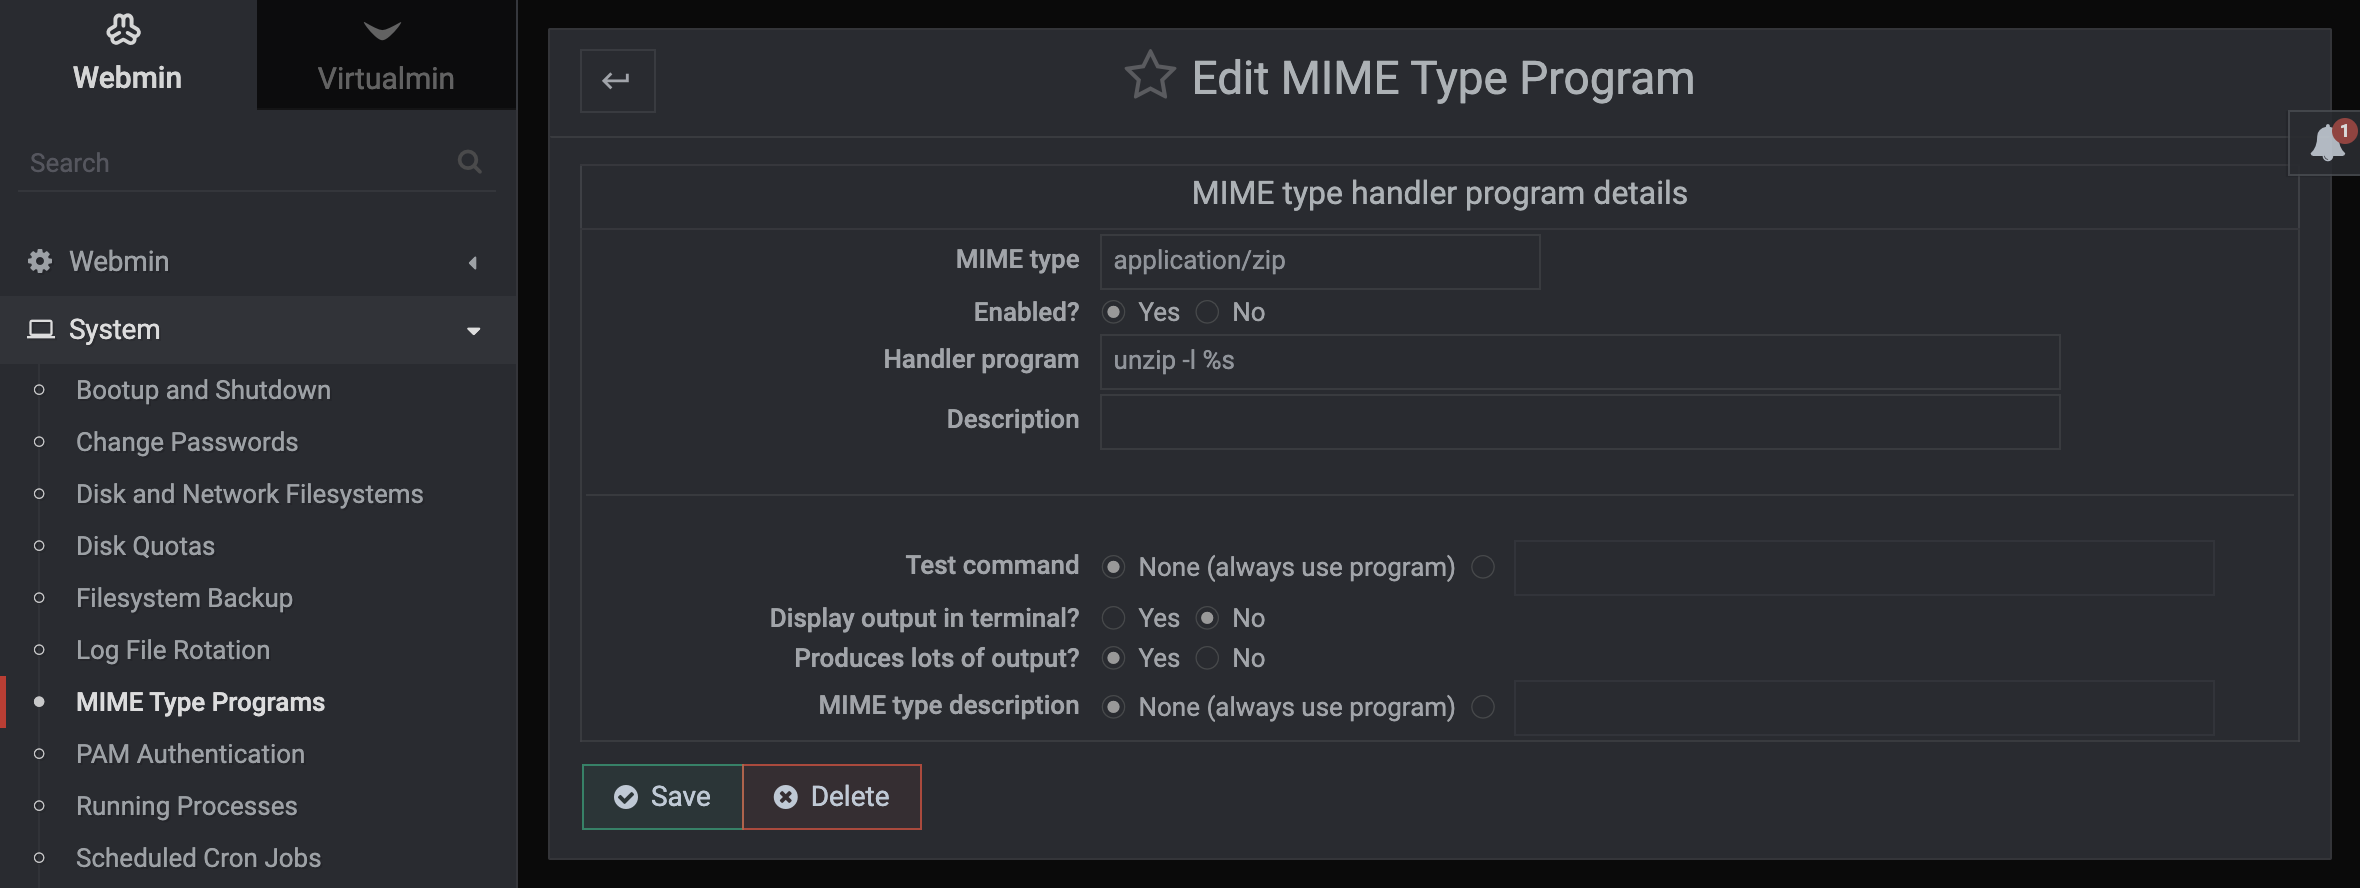 Webmin
Virtualmin
Search
Webmin
System
Bootup and Shutdown
Change Passwords
Disk and Network Filesystems
Disk Quotas
Filesystem Backup
Log File Rotation
MIME Type Programs
PAM Authentication
Running Processes
Scheduled Cron Jobs
Edit MIME Type Program
1
MIME type handler program details
MIME type application/zip
Enabled? Yes No
Handler program unzip -l %s
Description
Test command None (always use program)
Display output in terminal? Yes No
Produces lots of output? Yes No
MIME type description None (always use program)
Save Delete